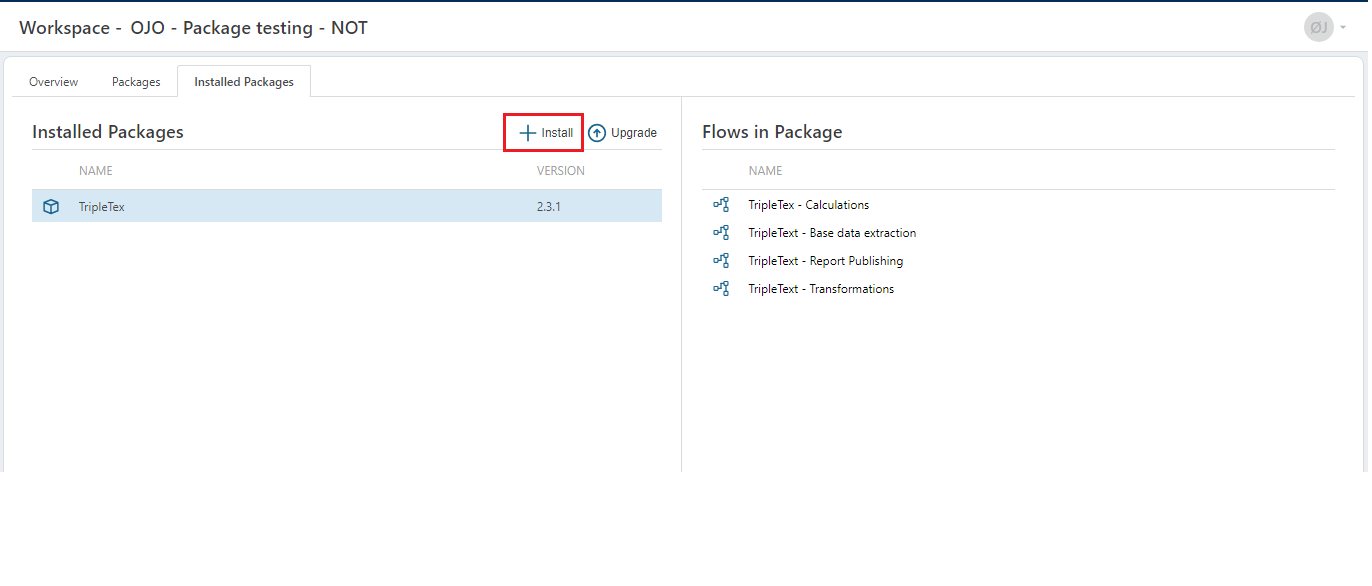 Workspace - OJO - Package testing - NOT
ØJ
Overview Packages Installed Packages
Installed Packages
Install Upgrade
NAME VERSION
TripleTex 2.3.1
Flows in Package
NAME
TripleTex - Calculations
TripleText - Base data extraction
TripleText - Report Publishing
TripleText - Transformations